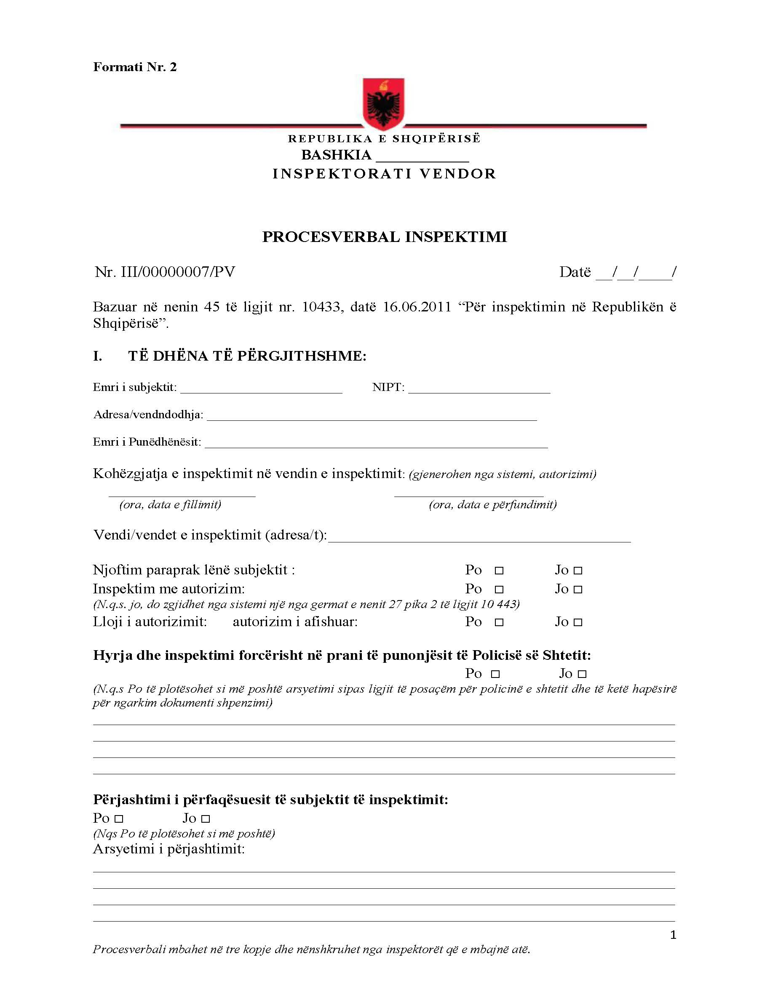 Formati Nr. 2
REPUBLIKA E SHQIPËRISË
BASHKIA ___________
INSPEKTORATI VENDOR
PROCESVERBAL INSPEKTIMI
Nr. III/00000007/PV Datë __/__/____/
Bazuar në nenin 45 të ligjit nr. 10433, datë 16.06.2011 “Për inspektimin në Republikën ë
Shqipërisë”.
I. TË DHËNA TË PËRGJITHSHME:
Emri i subjektit: ________________________ NIPT: _____________________
Adresa/vendndodhja: _________________________________________________
Emri i Punëdhënësit: ___________________________________________________
Kohëzgjatja e inspektimit në vendin e inspektimit: (gjenerohen nga sistemi, autorizimi)
____________________ ____________________
(ora, data e fillimit) (ora, data e përfundimit)
Vendi/vendet e inspektimit (adresa/t):________________________________________
Njoftim paraprak lënë subjektit : Po □ Jo □
Inspektim me autorizim: Po □ Jo □
(N.q.s. jo, do zgjidhet nga sistemi një nga germat e nenit 27 pika 2 të ligjit 10 443)
Lloji i autorizimit: autorizim i afishuar: Po □ Jo □
Hyrja dhe inspektimi forcërisht në prani të punonjësit të Policisë së Shtetit:
Po □ Jo □
(N.q.s Po të plotësohet si më poshtë arsyetimi sipas ligjit të posaçëm për policinë e shtetit dhe të ketë hapësirë
për ngarkim dokumenti shpenzimi)
Përjashtimi i përfaqësuesit të subjektit të inspektimit:
Po □ Jo □
(Nqs Po të plotësohet si më poshtë)
Arsyetimi i përjashtimit:
1
Procesverbali mbahet në tre kopje dhe nënshkruhet nga inspektorët që e mbajnë atë.